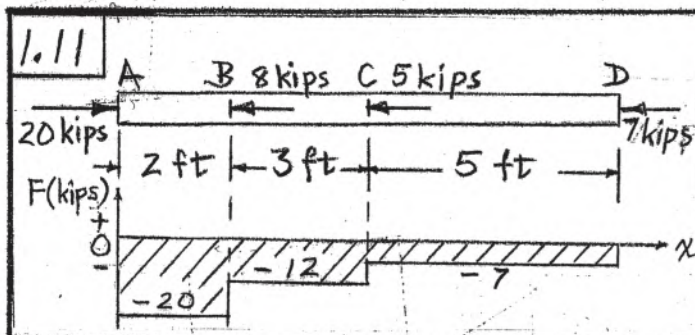 1.11
A B 8 kips C 5 kips D
20 kips 7 kips
2 ft 3 ft 5 ft
F(kips)
+
0
-
x
-20
-12
-7